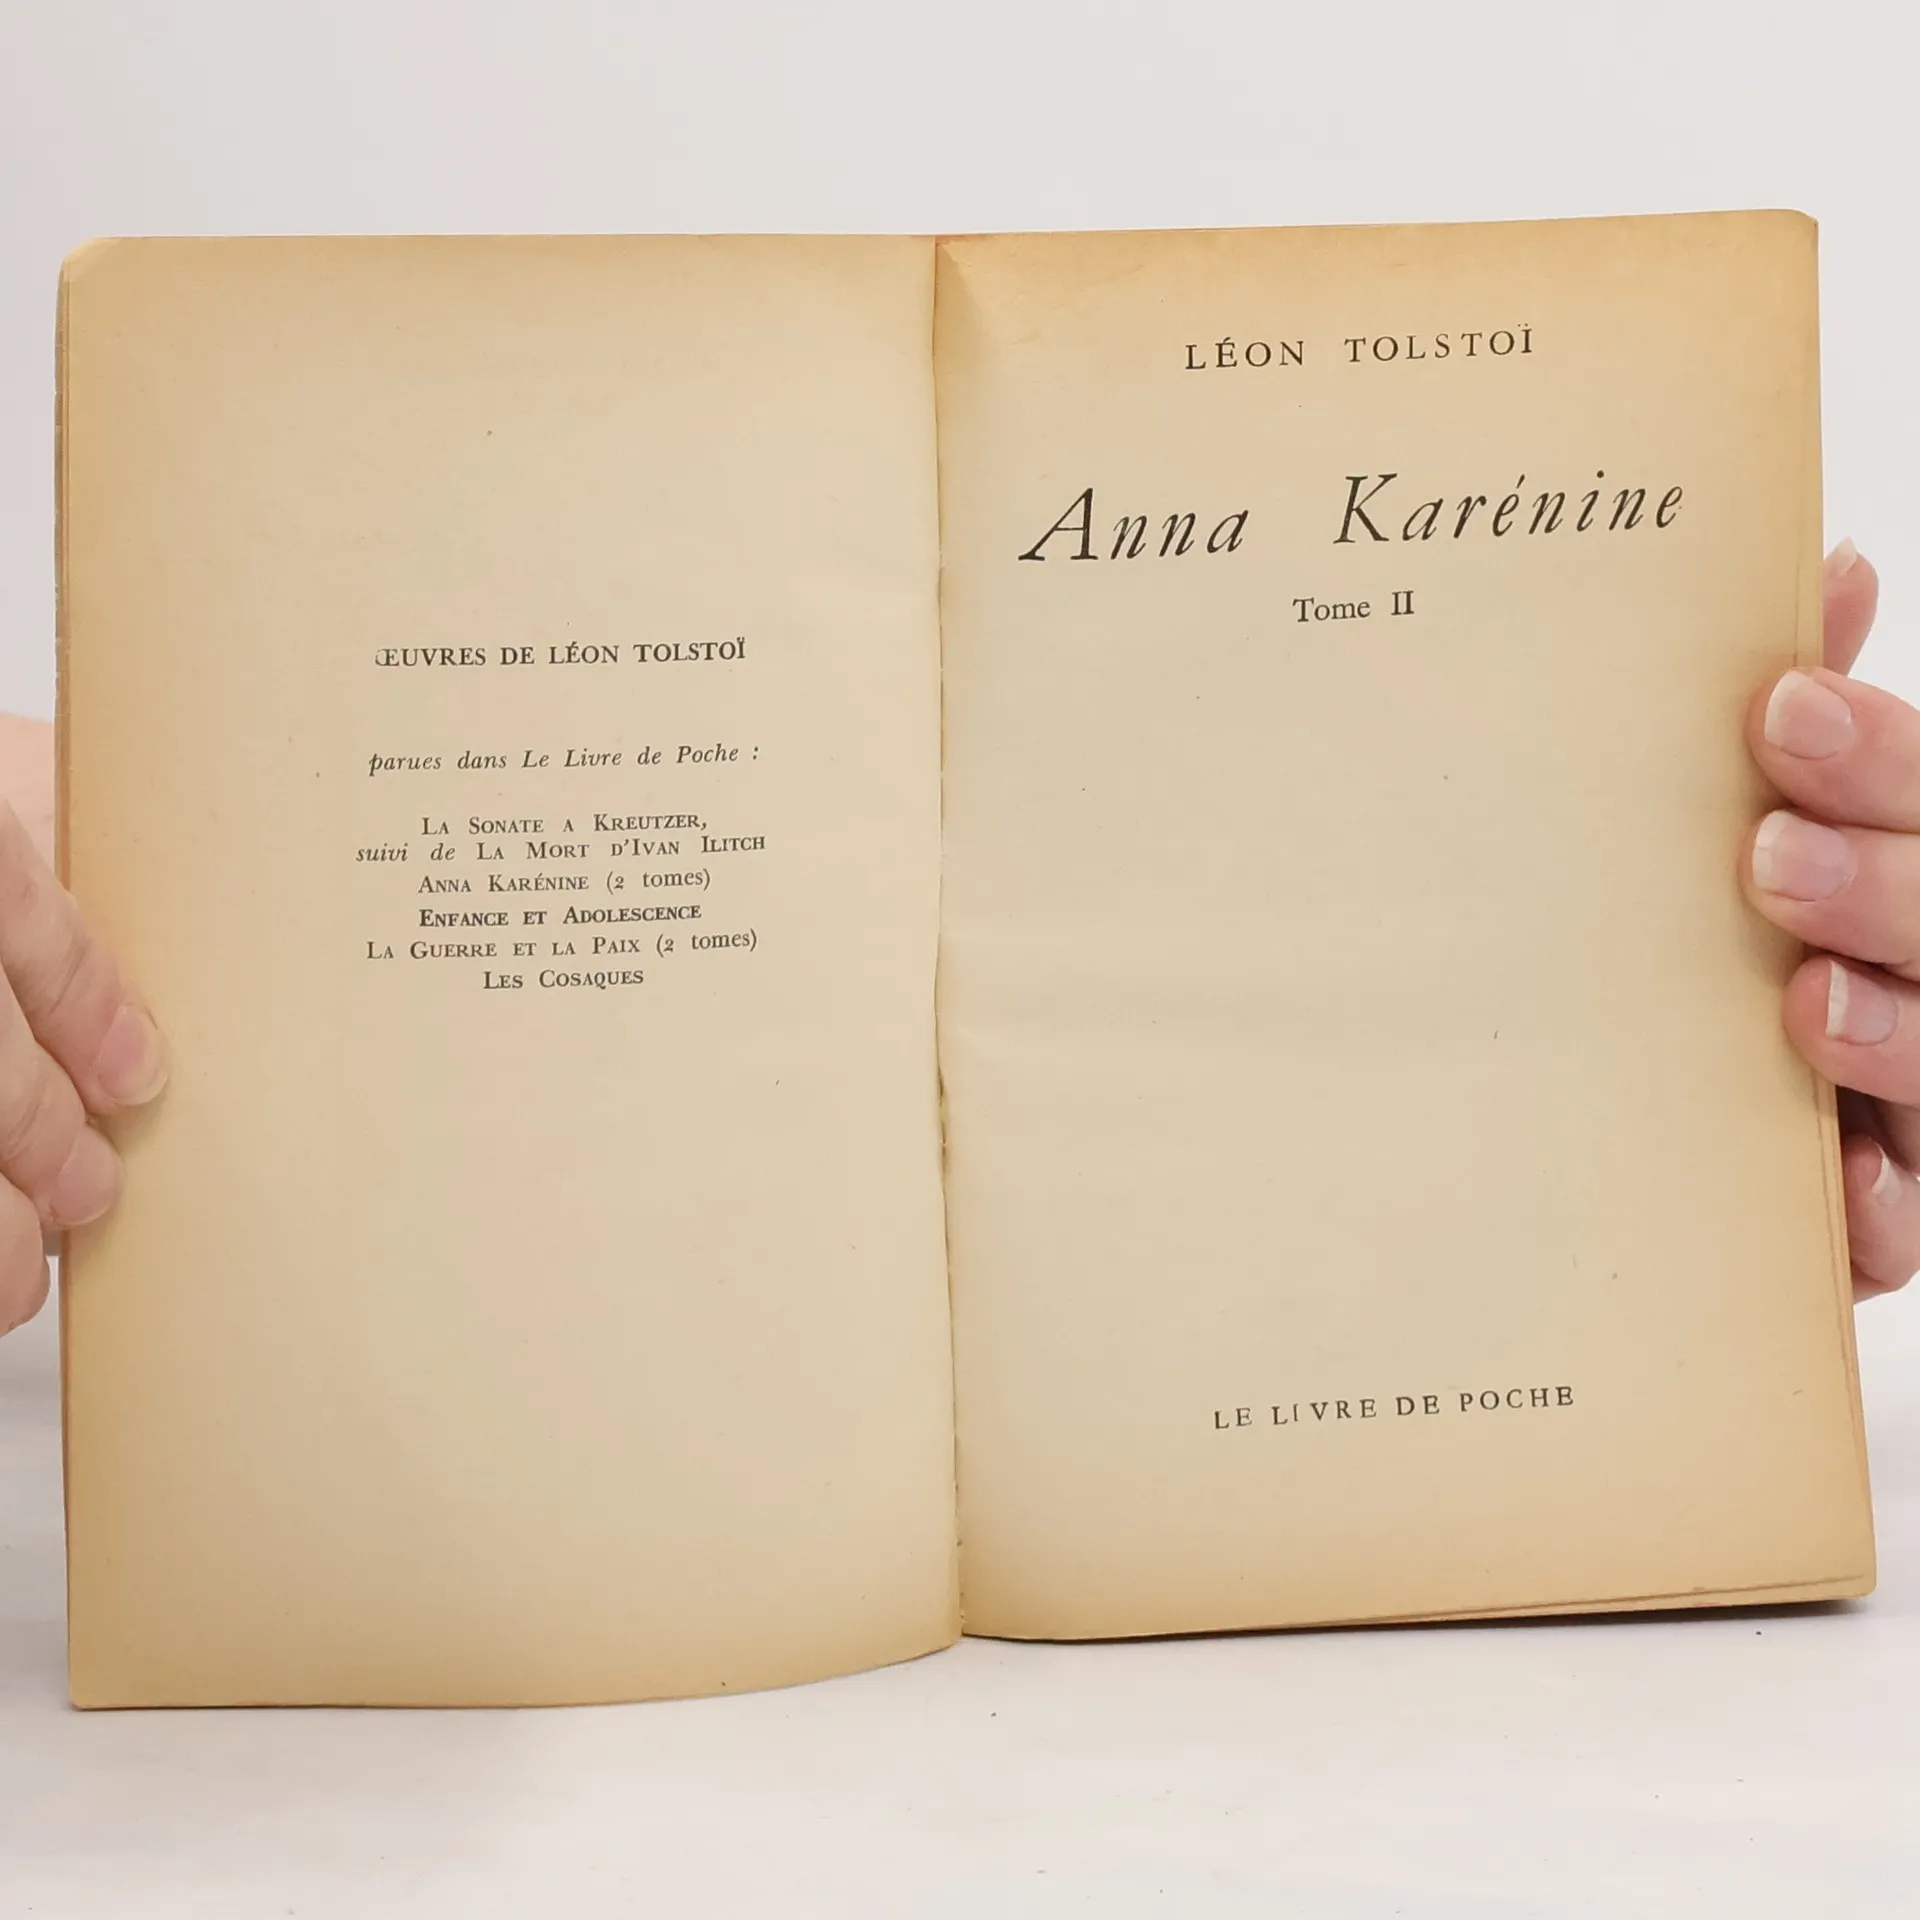 ŒUVRES DE LÉON TOLSTOÏ
parues dans Le Livre de Poche :
LA SONATE A KREUTZER,
suivi de LA MORT D'IVAN ILITCH
ANNA KARÉNINE (2 tomes)
ENFANCE ET ADOLESCENCE
LA GUERRE ET LA PAIX (2 tomes)
LES COSAQUES
LÉON TOLSTOÏ
Anna Karénine
Tome II
LE LIVRE DE POCHE